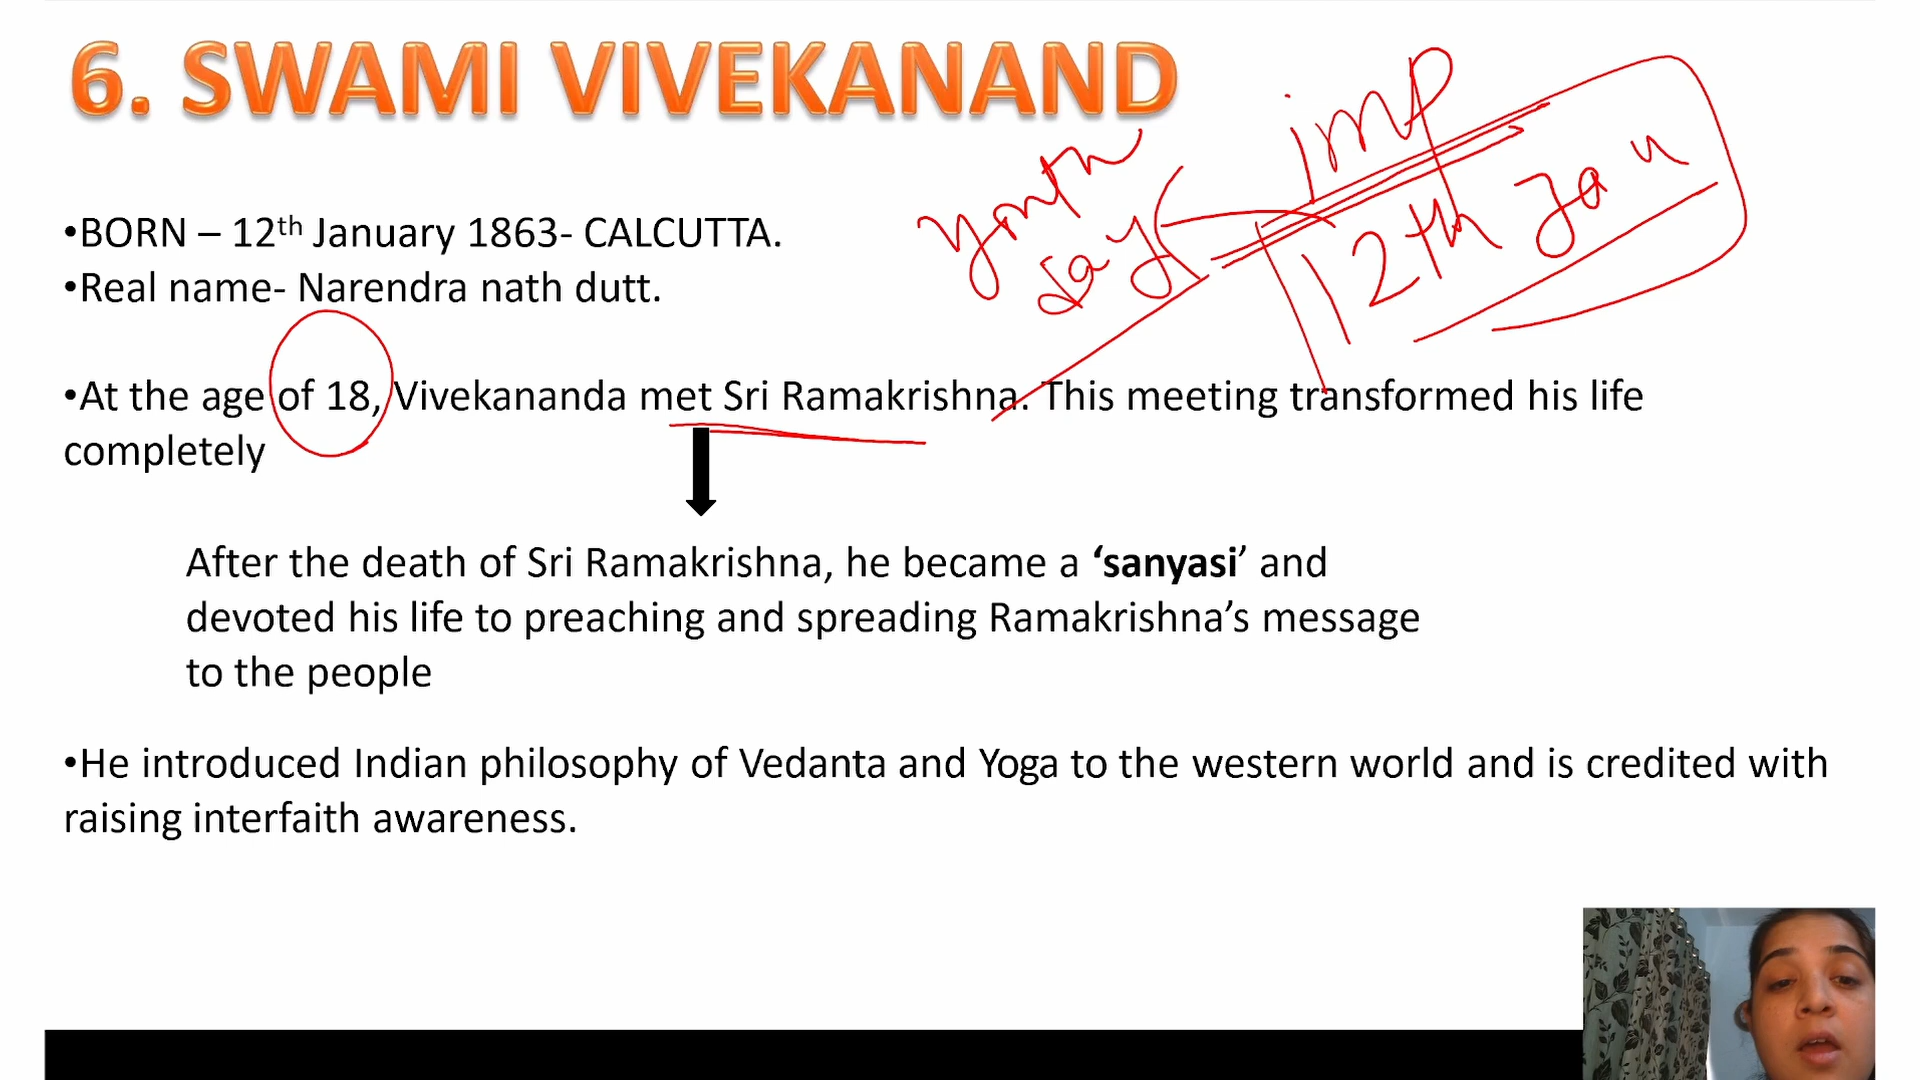 6. SWAMI VIVEKANAND
imp
youth
day
12th Jan
•BORN – 12th January 1863- CALCUTTA.
•Real name- Narendra nath dutt.
•At the age of 18, Vivekananda met Sri Ramakrishna. This meeting transformed his life
completely
After the death of Sri Ramakrishna, he became a ‘sanyasi’ and
devoted his life to preaching and spreading Ramakrishna’s message
to the people
•He introduced Indian philosophy of Vedanta and Yoga to the western world and is credited with
raising interfaith awareness.